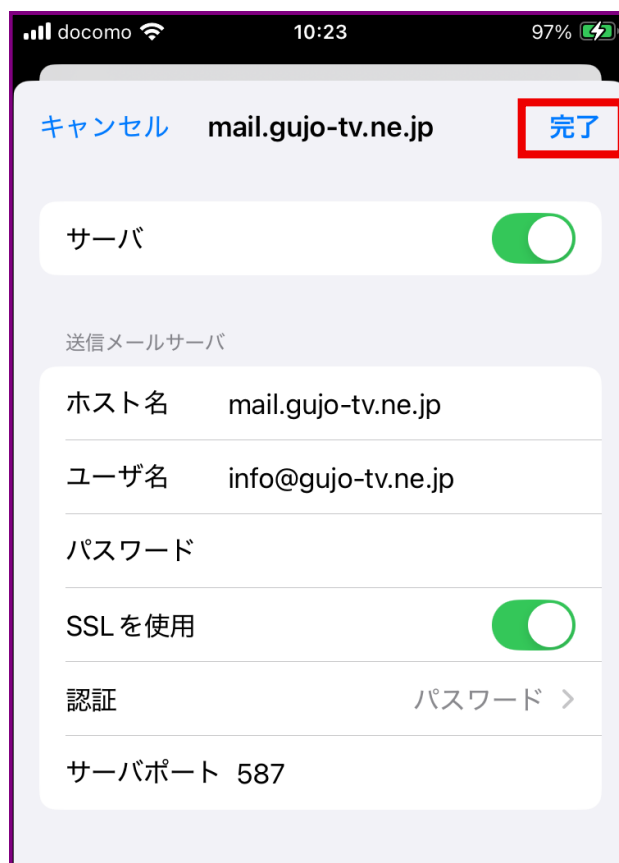 docomo 10:23 97%
キャンセル mail.gujo-tv.ne.jp 完了
サーバ
送信メールサーバ
ホスト名 mail.gujo-tv.ne.jp
ユーザ名 info@gujo-tv.ne.jp
パスワード
SSLを使用
認証 パスワード
サーバポート 587